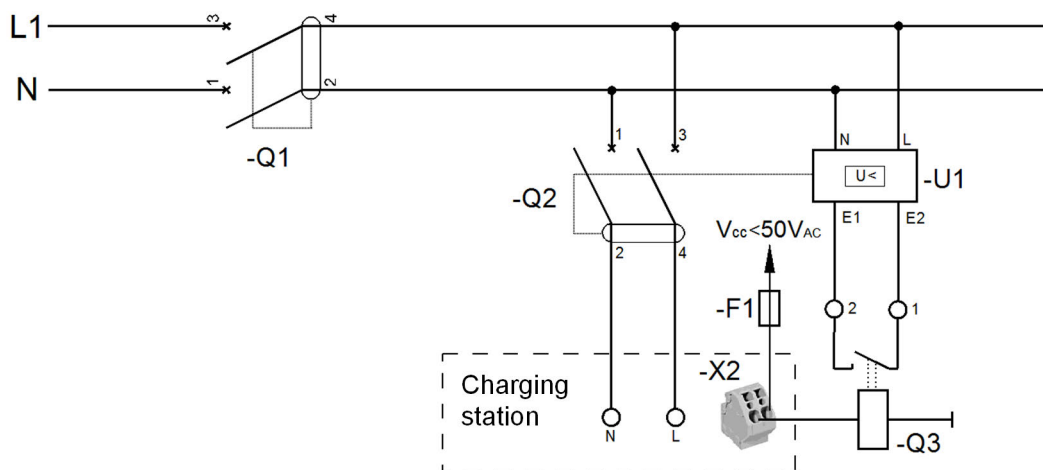 L1
3
4
N
1
2
-Q1
1
3
N
L
U<
-U1
-Q2
E1
E2
2
4
Vcc<50VAC
-F1
2
1
-X2
Charging
station
N
L
-Q3